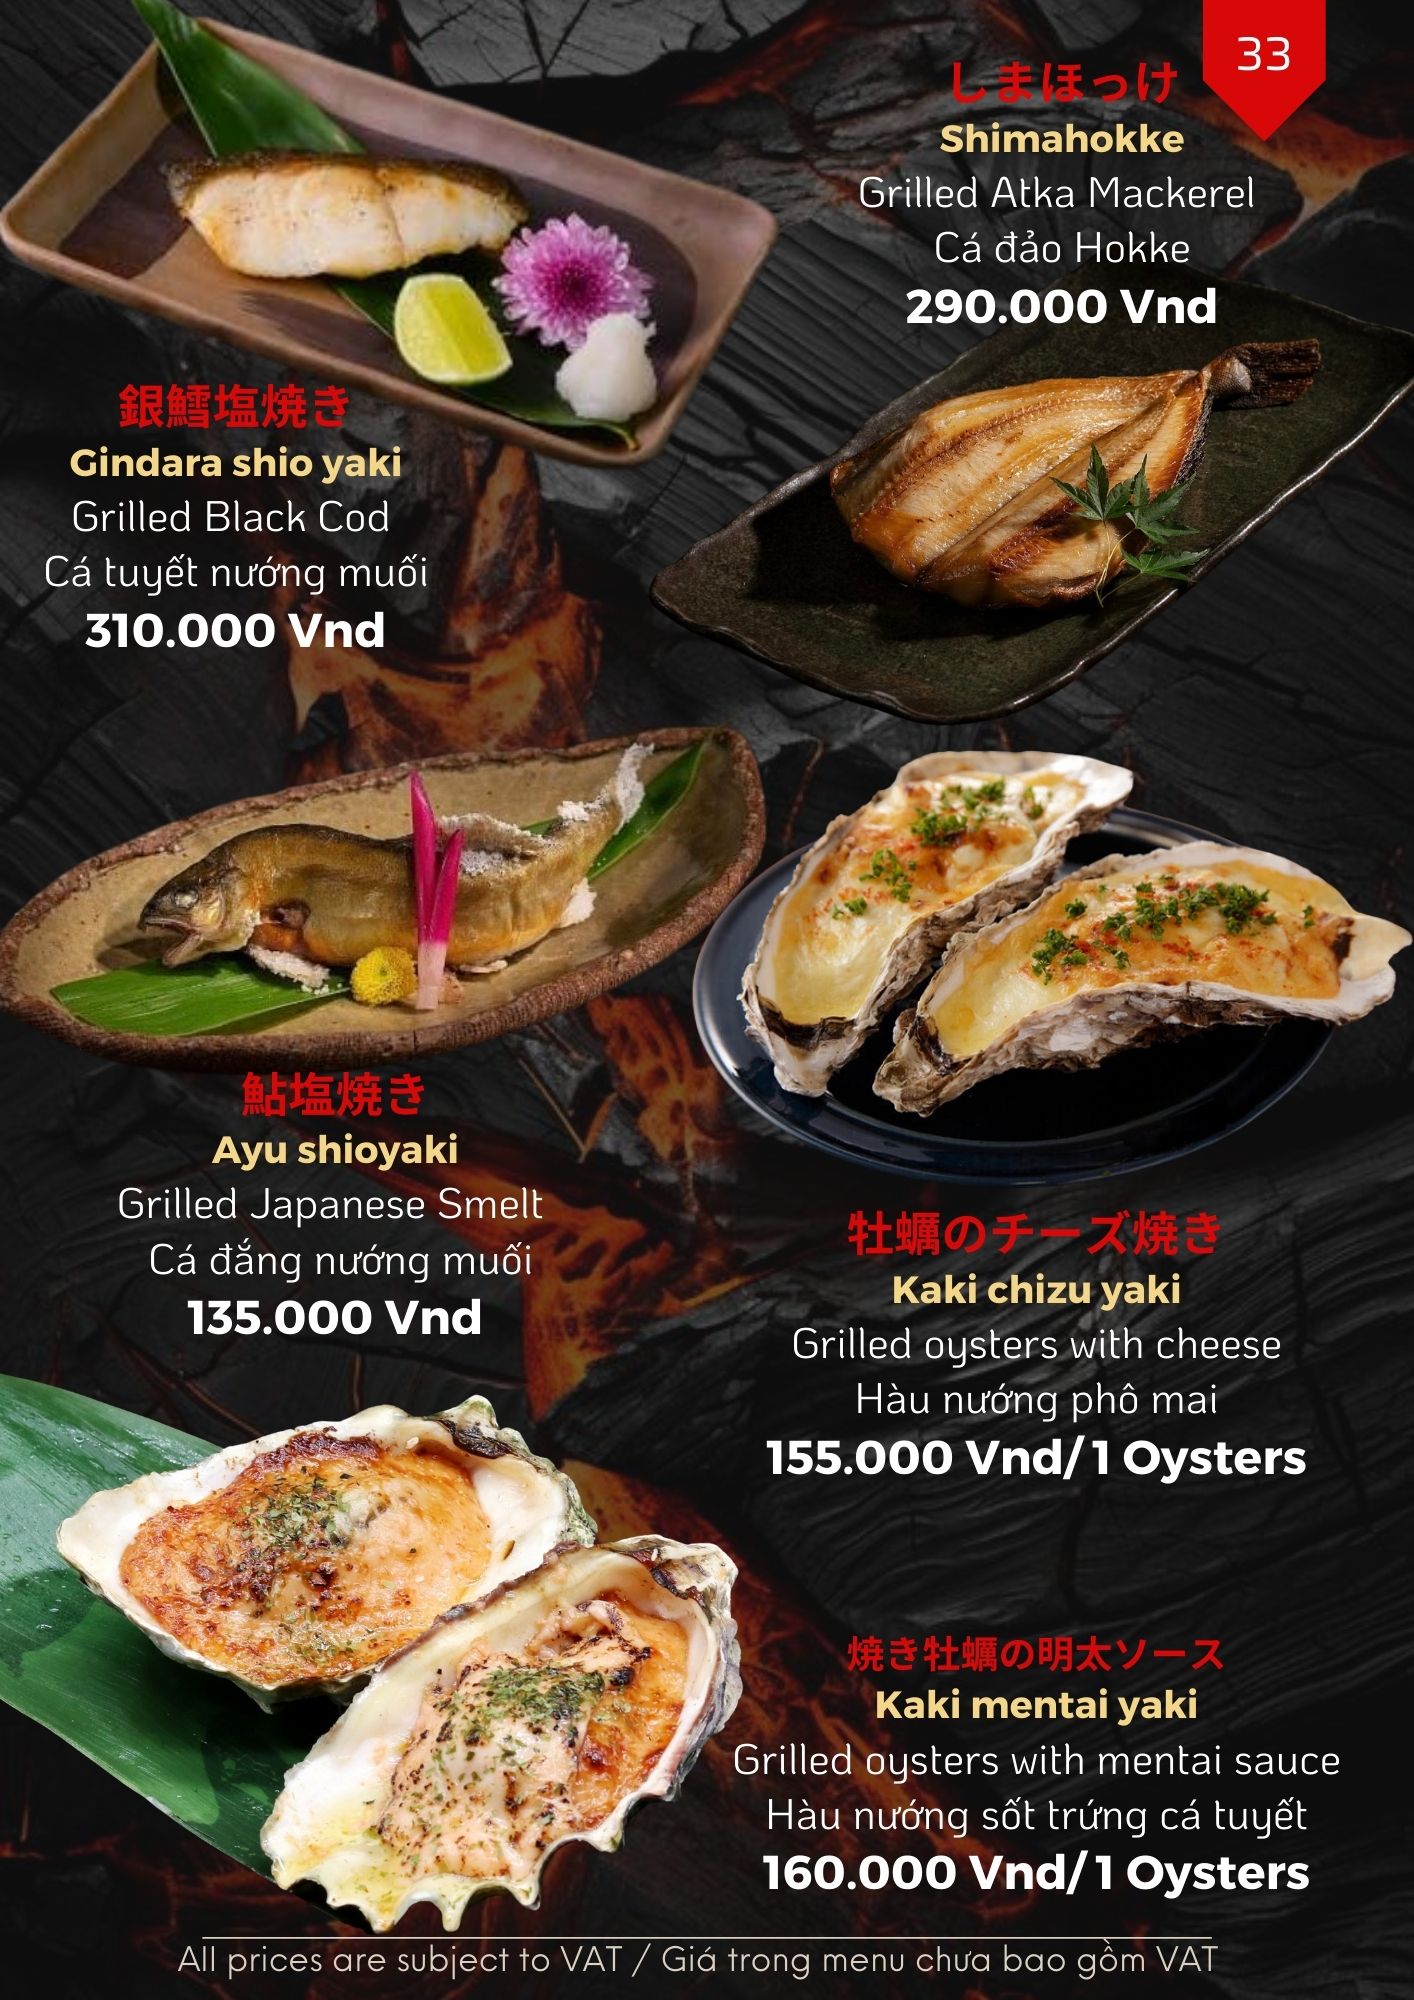 33
しまほっけ
Shimahokke
Grilled Atka Mackerel
Cá đảo Hokke
290.000 Vnd
銀鱈塩焼き
Gindara shio yaki
Grilled Black Cod
Cá tuyết nướng muối
310.000 Vnd
鮎塩焼き
Ayu shioyaki
Grilled Japanese Smelt
Cá đắng nướng muối
135.000 Vnd
牡蠣のチーズ焼き
Kaki chizu yaki
Grilled oysters with cheese
Hàu nướng phô mai
155.000 Vnd/1 Oysters
焼き牡蠣の明太ソース
Kaki mentai yaki
Grilled oysters with mentai sauce
Hàu nướng sốt trứng cá tuyết
160.000 Vnd/1 Oysters
All prices are subject to VAT / Giá trong menu chưa bao gồm VAT